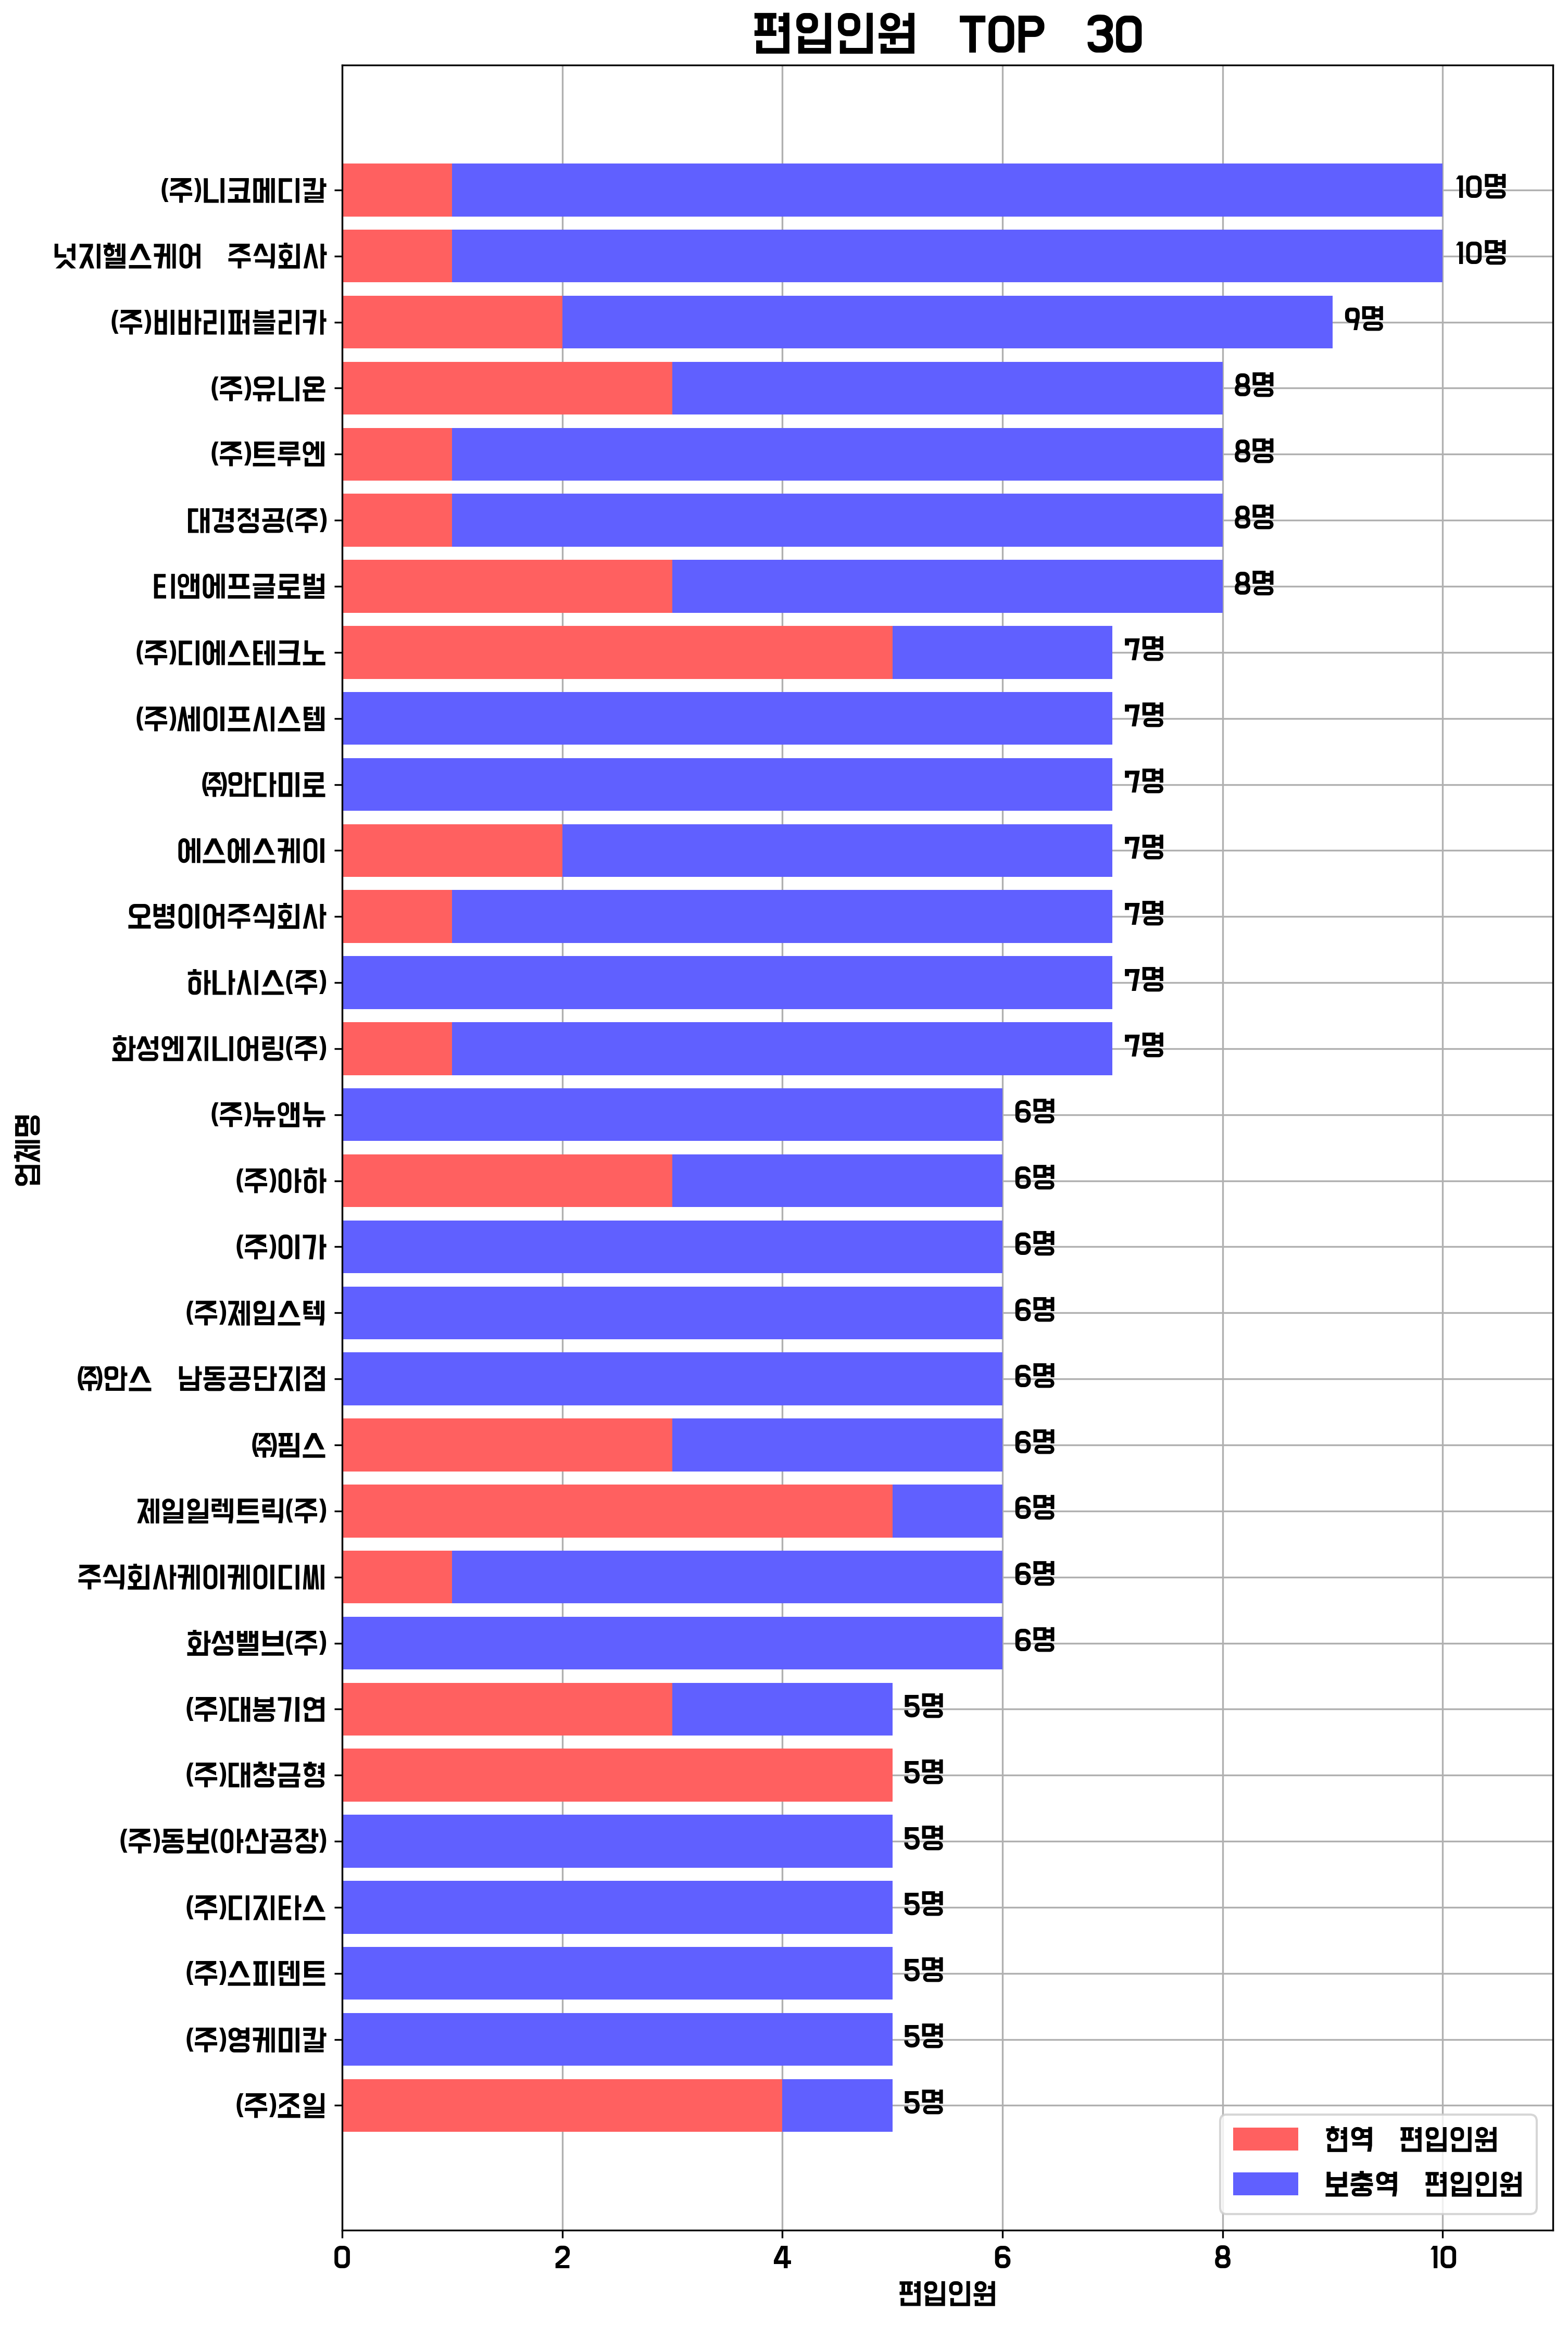 편입인원 TOP 30
(주)니코메디칼
10명
넛지헬스케어 주식회사
10명
(주)비바리퍼블리카
9명
(주)유니온
8명
(주)트루엔
8명
대경정공(주)
8명
티앤에프글로벌
8명
(주)디에스테크노
7명
(주)세이프시스템
7명
㈜안다미로
7명
에스에스케이
7명
오병이어주식회사
7명
하나시스(주)
7명
화성엔지니어링(주)
7명
(주)뉴앤뉴
6명
(주)아하
6명
(주)이가
6명
(주)제임스텍
6명
㈜안스 남동공단지점
6명
㈜핌스
6명
제일일렉트릭(주)
6명
주식회사케이케이디씨
6명
화성밸브(주)
6명
(주)대봉기연
5명
(주)대창금형
5명
(주)동보(아산공장)
5명
(주)디지타스
5명
(주)스피덴트
5명
(주)영케미칼
5명
(주)조일
5명
업체명
현역 편입인원
보충역 편입인원
0 2 4 6 8 10
편입인원